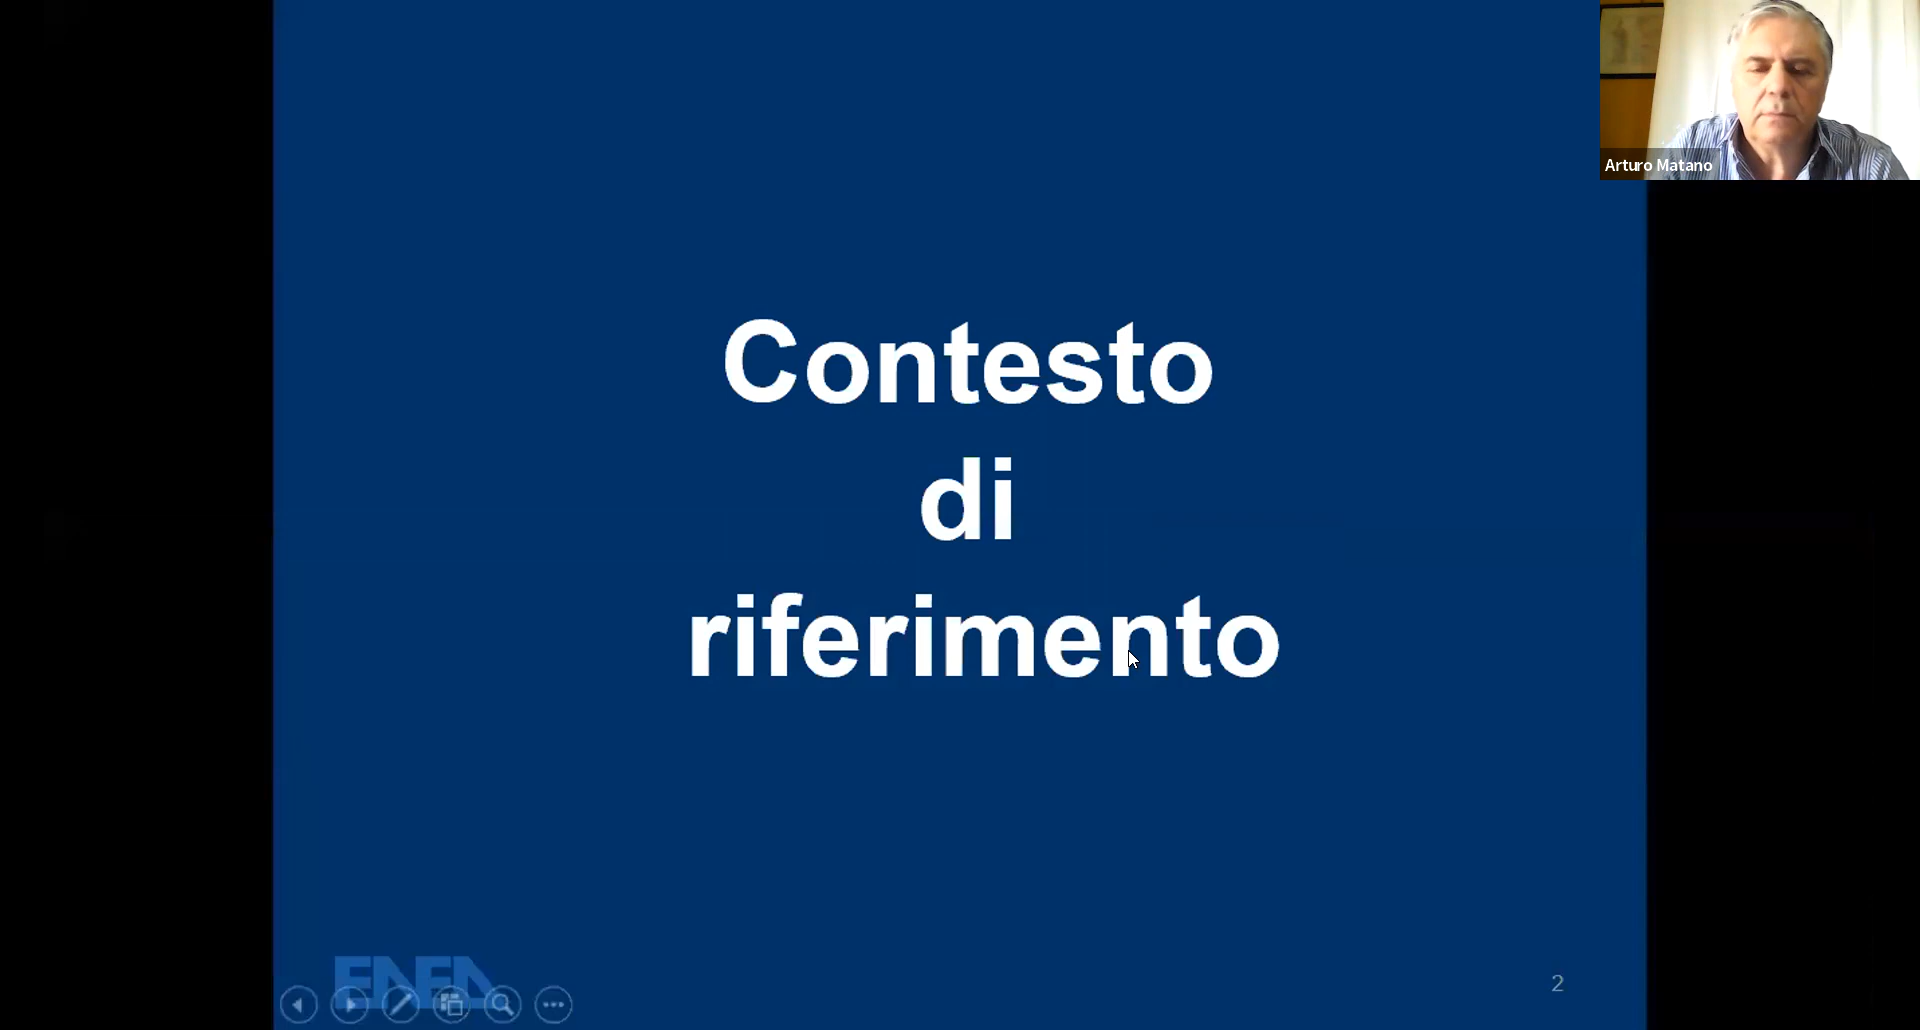 Contesto
di
riferimento
Arturo Matano
ENEA
2